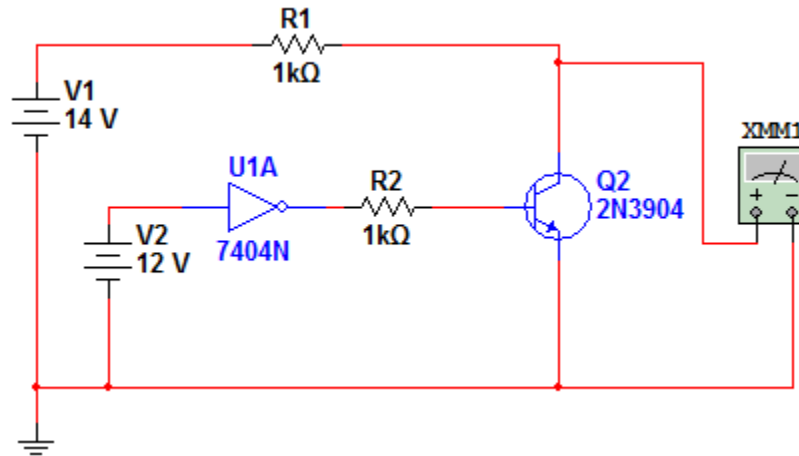 R1
1kΩ
V1
14 V
XMM1
U1A
R2
Q2
2N3904
7404N
1kΩ
V2
12 V
+
−